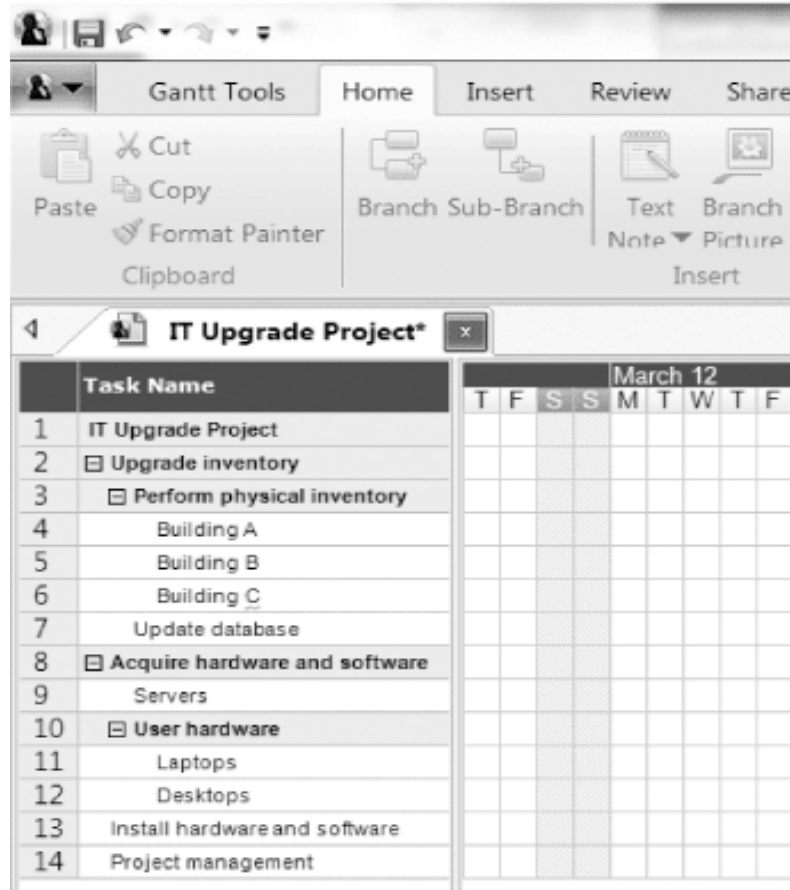 Gantt Tools Home Insert Review Share
Cut
Copy
Paste
Format Painter
Branch Sub-Branch
Text Branch
Note Picture
Clipboard Insert
IT Upgrade Project* x
Task Name
March 12
T F S S M T W T F
1 IT Upgrade Project
2 Upgrade inventory
3 Perform physical inventory
4 Building A
5 Building B
6 Building C
7 Update database
8 Acquire hardware and software
9 Servers
10 User hardware
11 Laptops
12 Desktops
13 Install hardware and software
14 Project management